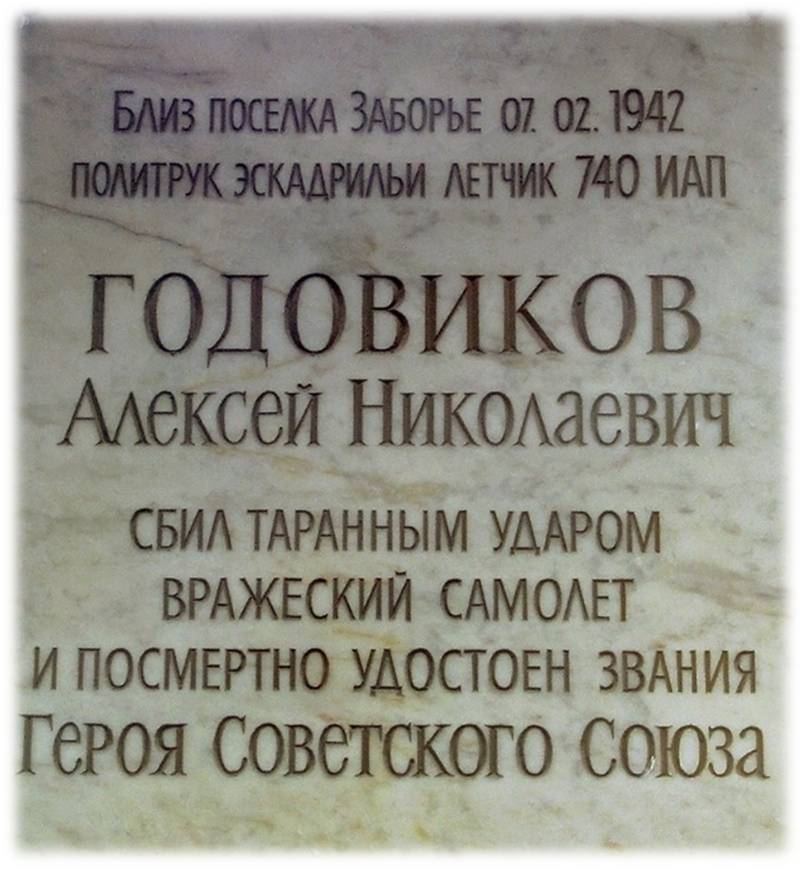 Близ поселка Заборье 07. 02. 1942
политрук эскадрильи летчик 740 ИАП
ГОДОВИКОВ
Алексей Николаевич
сбил таранным ударом
вражеский самолет
и посмертно удостоен звания
Героя Советского Союза